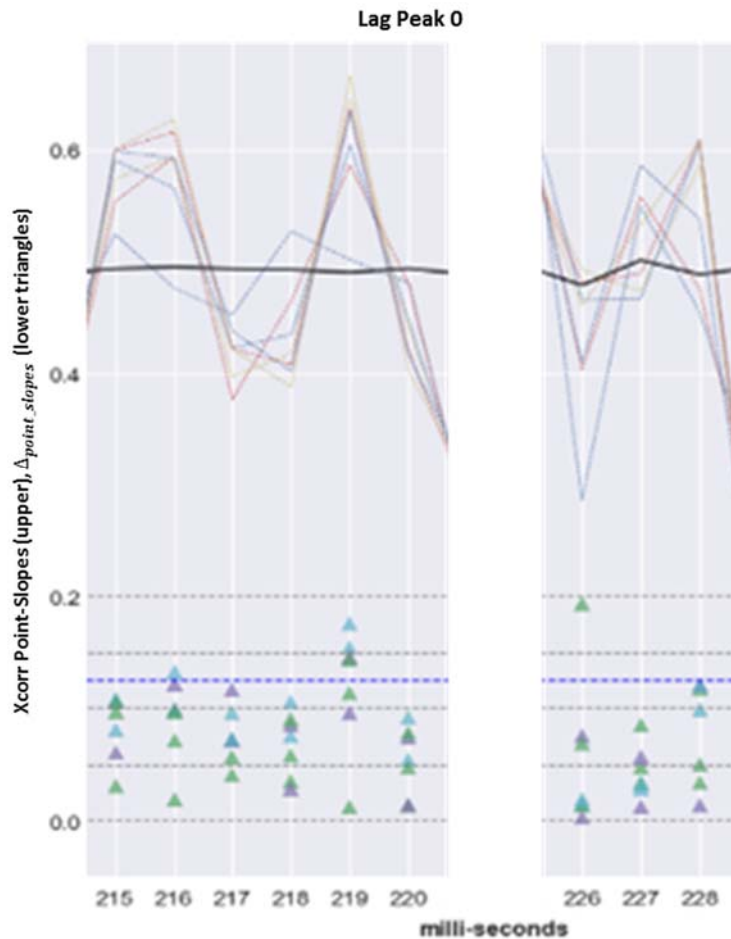 Lag Peak 0
Xcorr Point-Slopes (upper), Δpoint_slopes (lower triangles)
0.6
0.4
0.2
0.0
215 216 217 218 219 220 226 227 228
milli-seconds